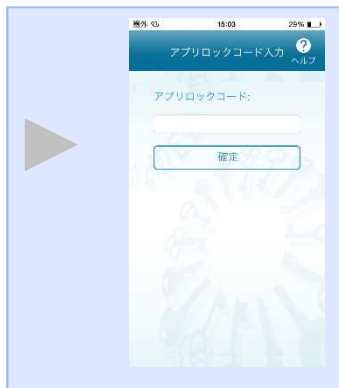 圏外 15:03 29%
アプリロックコード入力 ?
ヘルプ
アプリロックコード:
確定